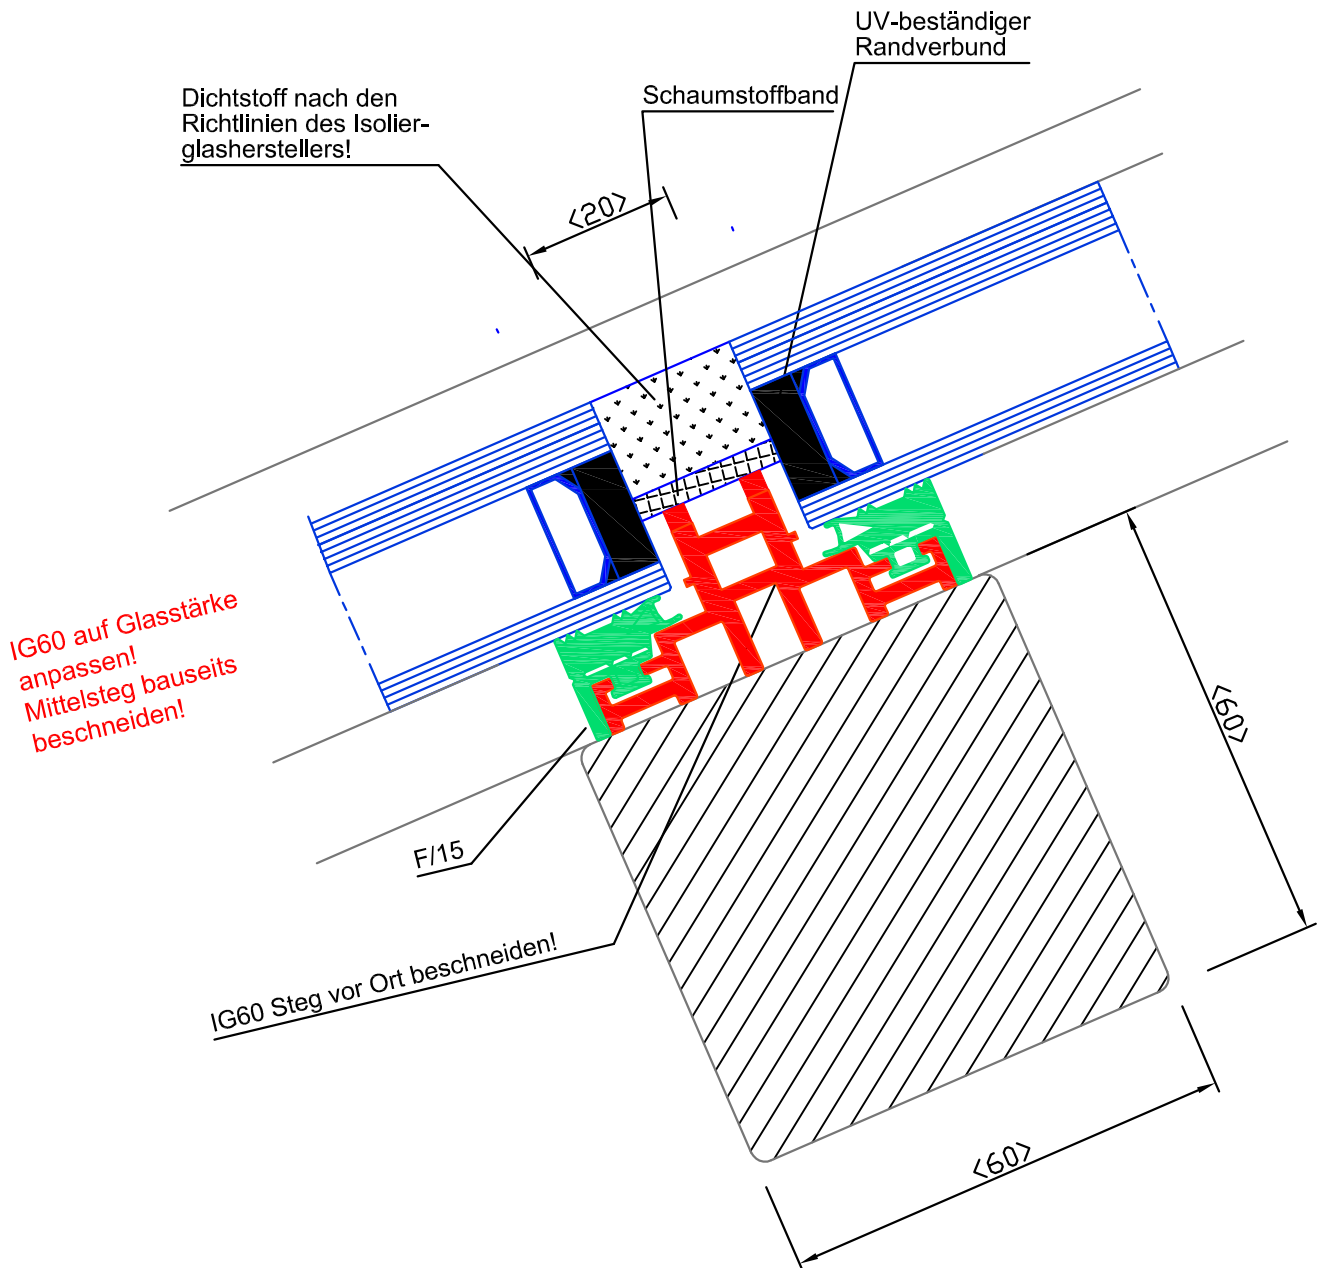 UV-beständiger
Randverbund
Schaumstoffband
Dichtstoff nach den
Richtlinien des Isolier-
glasherstellers!
<20>
IG60 auf Glasstärke
anpassen!
Mittelsteg bauseits
beschneiden!
<60>
F/15
IG60 Steg vor Ort beschneiden!
<60>